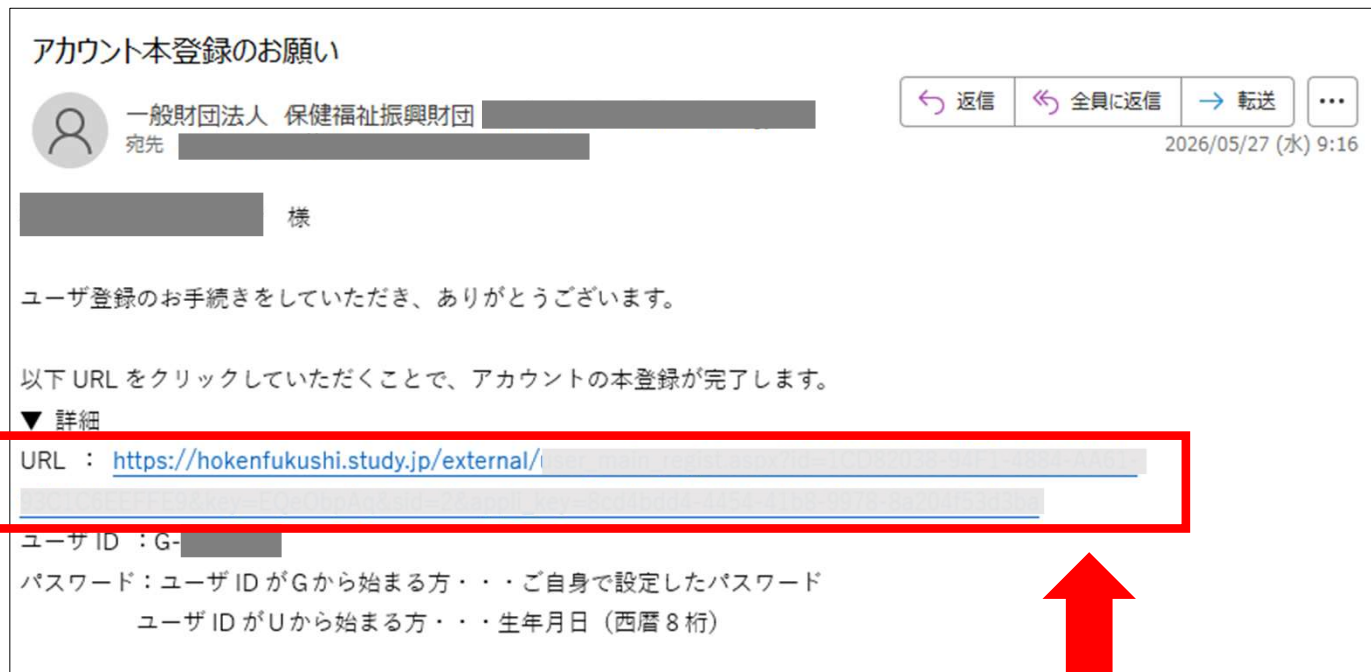 アカウント本登録のお願い
一般財団法人 保健福祉振興財団
返信
全員に返信
転送
宛先
2026/05/27 (水) 9:16
様
ユーザ登録のお手続きをしていただき、ありがとうございます。
以下 URL をクリックしていただくことで、アカウントの本登録が完了します。
▼ 詳細
URL ： https://hokenfukushi.study.jp/external/
ユーザ ID ：G-
パスワード：ユーザ ID がGから始まる方・・・ご自身で設定したパスワード
ユーザ ID がUから始まる方・・・生年月日（西暦８桁）